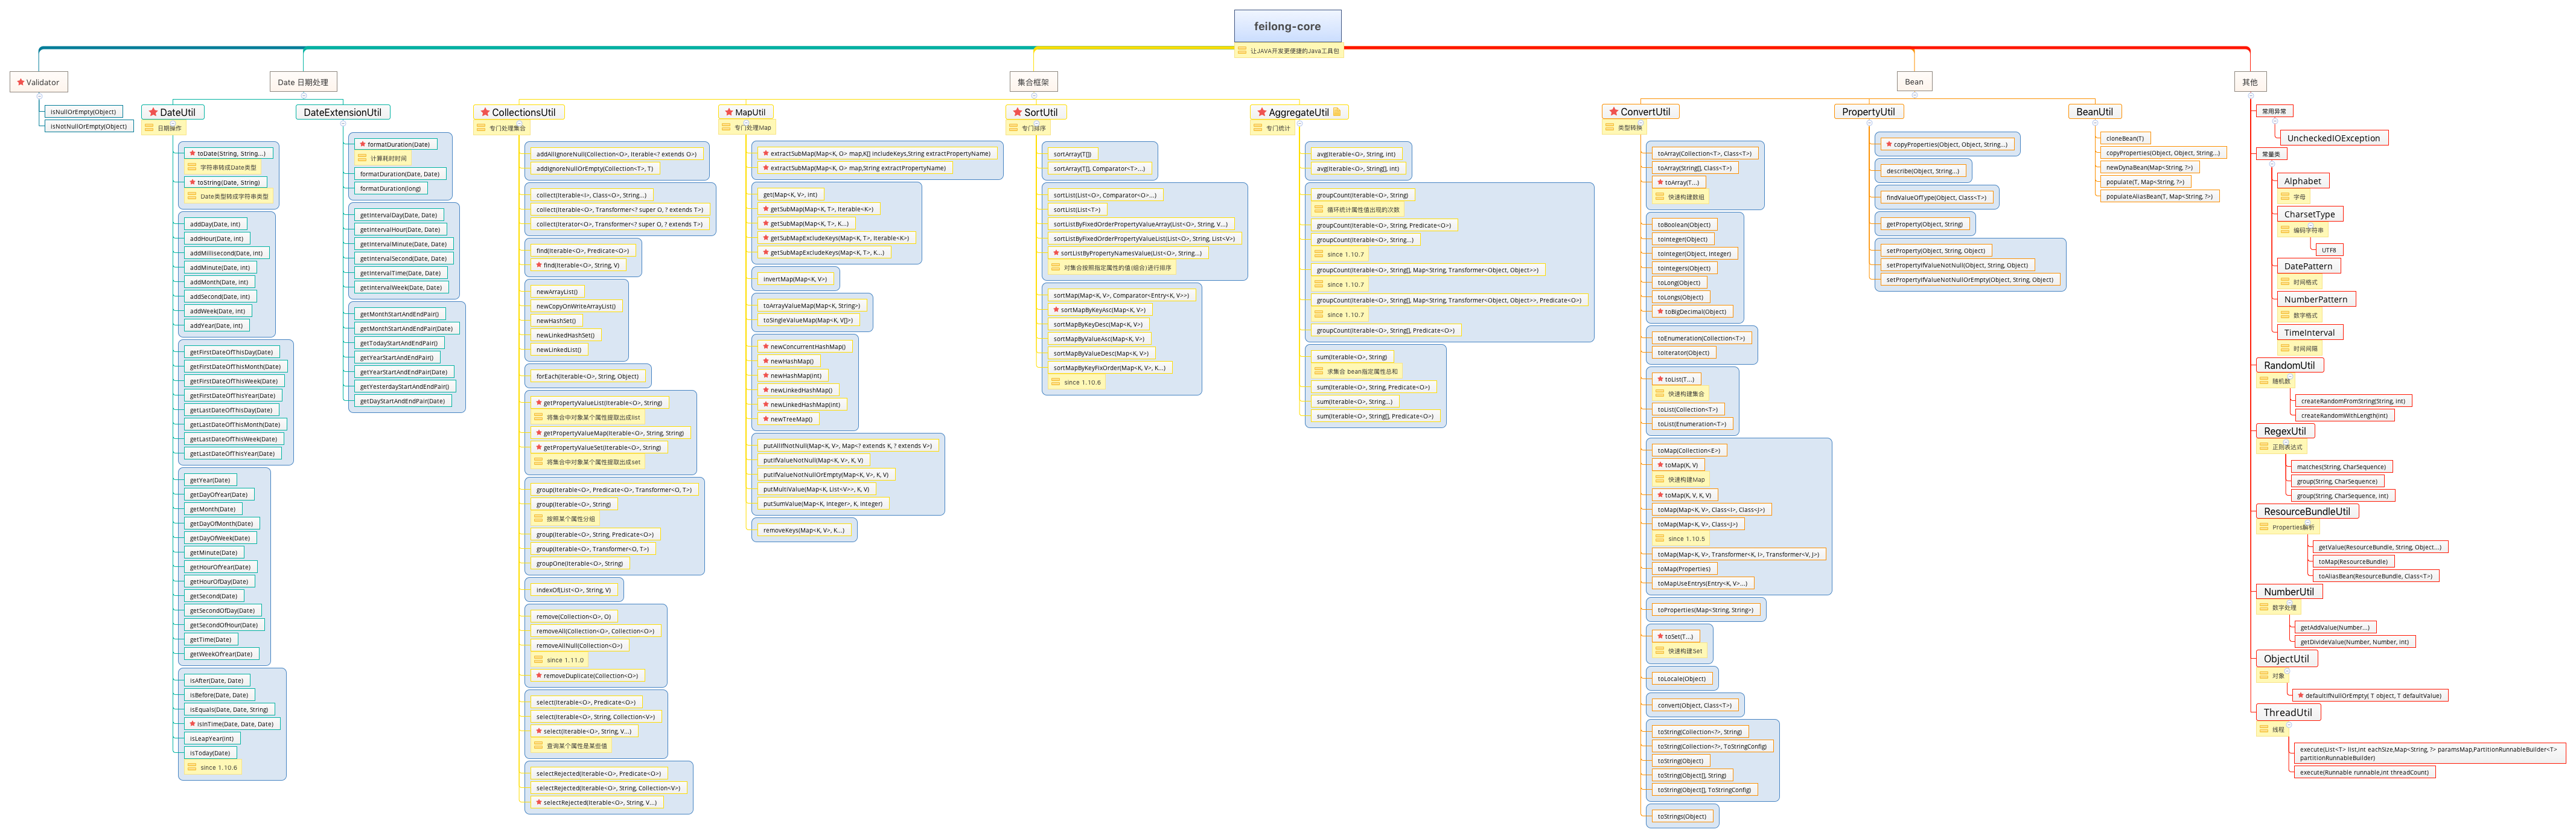 feilong-core
让JAVA开发更便捷的Java工具包
Validator
isNullOrEmpty(Object)
isNotNullOrEmpty(Object)
Date 日期处理
DateUtil
日期操作
toDate(String, String...)
字符串转成Date类型
toString(Date, String)
Date类型转成字符串类型
addDay(Date, int)
addHour(Date, int)
addMillisecond(Date, int)
addMinute(Date, int)
addMonth(Date, int)
addSecond(Date, int)
addWeek(Date, int)
addYear(Date, int)
getFirstDateOfThisDay(Date)
getFirstDateOfThisMonth(Date)
getFirstDateOfThisWeek(Date)
getFirstDateOfThisYear(Date)
getLastDateOfThisDay(Date)
getLastDateOfThisMonth(Date)
getLastDateOfThisWeek(Date)
getLastDateOfThisYear(Date)
getYear(Date)
getDayOfYear(Date)
getMonth(Date)
getDayOfMonth(Date)
getDayOfWeek(Date)
getMinute(Date)
getHourOfYear(Date)
getHourOfDay(Date)
getSecond(Date)
getSecondOfDay(Date)
getSecondOfHour(Date)
getTime(Date)
getWeekOfYear(Date)
isAfter(Date, Date)
isBefore(Date, Date)
isEquals(Date, Date, String)
isInTime(Date, Date, Date)
isLeapYear(int)
isToday(Date)
since 1.10.6
DateExtensionUtil
formatDuration(Date)
计算耗时时间
formatDuration(Date, Date)
formatDuration(long)
getIntervalDay(Date, Date)
getIntervalHour(Date, Date)
getIntervalMinute(Date, Date)
getIntervalSecond(Date, Date)
getIntervalTime(Date, Date)
getIntervalWeek(Date, Date)
getMonthStartAndEndPair()
getMonthStartAndEndPair(Date)
getTodayStartAndEndPair()
getYearStartAndEndPair()
getYearStartAndEndPair(Date)
getYesterdayStartAndEndPair()
getDayStartAndEndPair(Date)
集合框架
CollectionsUtil
专门处理集合
addAllIgnoreNull(Collection<O>, Iterable<? extends O>)
addIgnoreNullOrEmpty(Collection<T>, T)
collect(Iterable<I>, Class<O>, String...)
collect(Iterable<O>, Transformer<? super O, ? extends T>)
collect(Iterator<O>, Transformer<? super O, ? extends T>)
find(Iterable<O>, Predicate<O>)
find(Iterable<O>, String, V)
newArrayList()
newCopyOnWriteArrayList()
newHashSet()
newLinkedHashSet()
newLinkedList()
forEach(Iterable<O>, String, Object)
getPropertyValueList(Iterable<O>, String)
将集合中对象某个属性提取出成list
getPropertyValueMap(Iterable<O>, String, String)
getPropertyValueSet(Iterable<O>, String)
将集合中对象某个属性提取出成set
group(Iterable<O>, Predicate<O>, Transformer<O, T>)
group(Iterable<O>, String)
按照某个属性分组
group(Iterable<O>, String, Predicate<O>)
group(Iterable<O>, Transformer<O, T>)
groupOne(Iterable<O>, String)
indexOf(List<O>, String, V)
remove(Collection<O>, O)
removeAll(Collection<O>, Collection<O>)
removeAllNull(Collection<O>)
since 1.11.0
removeDuplicate(Collection<O>)
select(Iterable<O>, Predicate<O>)
select(Iterable<O>, String, Collection<V>)
select(Iterable<O>, String, V...)
查询某个属性是某些值
selectRejected(Iterable<O>, Predicate<O>)
selectRejected(Iterable<O>, String, Collection<V>)
selectRejected(Iterable<O>, String, V...)
MapUtil
专门处理Map
extractSubMap(Map<K, O> map,K[] includeKeys,String extractPropertyName)
extractSubMap(Map<K, O> map,String extractPropertyName)
get(Map<K, V>, int)
getSubMap(Map<K, T>, Iterable<K>)
getSubMap(Map<K, T>, K...)
getSubMapExcludeKeys(Map<K, T>, Iterable<K>)
getSubMapExcludeKeys(Map<K, T>, K...)
invertMap(Map<K, V>)
toArrayValueMap(Map<K, String>)
toSingleValueMap(Map<K, V[]>)
newConcurrentHashMap()
newHashMap()
newHashMap(int)
newLinkedHashMap()
newLinkedHashMap(int)
newTreeMap()
putAllIfNotNull(Map<K, V>, Map<? extends K, ? extends V>)
putIfValueNotNull(Map<K, V>, K, V)
putIfValueNotNullOrEmpty(Map<K, V>, K, V)
putMultiValue(Map<K, List<V>>, K, V)
putSumValue(Map<K, Integer>, K, Integer)
removeKeys(Map<K, V>, K...)
SortUtil
专门排序
sortArray(T[])
sortArray(T[], Comparator<T>...)
sortList(List<O>, Comparator<O>...)
sortList(List<T>)
sortListByFixedOrderPropertyValueArray(List<O>, String, V...)
sortListByFixedOrderPropertyValueList(List<O>, String, List<V>)
sortListByPropertyNamesValue(List<O>, String...)
对集合按照指定属性的值(组合)进行排序
sortMap(Map<K, V>, Comparator<Entry<K, V>>)
sortMapByKeyAsc(Map<K, V>)
sortMapByKeyDesc(Map<K, V>)
sortMapByValueAsc(Map<K, V>)
sortMapByValueDesc(Map<K, V>)
sortMapByKeyFixOrder(Map<K, V>, K...)
since 1.10.6
AggregateUtil
专门统计
avg(Iterable<O>, String, int)
avg(Iterable<O>, String[], int)
groupCount(Iterable<O>, String)
循环统计属性值出现的次数
groupCount(Iterable<O>, String, Predicate<O>)
groupCount(Iterable<O>, String...)
since 1.10.7
groupCount(Iterable<O>, String[], Map<String, Transformer<Object, Object>>)
since 1.10.7
groupCount(Iterable<O>, String[], Map<String, Transformer<Object, Object>>, Predicate<O>)
since 1.10.7
groupCount(Iterable<O>, String[], Predicate<O>)
sum(Iterable<O>, String)
求集合 bean指定属性总和
sum(Iterable<O>, String, Predicate<O>)
sum(Iterable<O>, String...)
sum(Iterable<O>, String[], Predicate<O>)
Bean
ConvertUtil
类型转换
toArray(Collection<T>, Class<T>)
toArray(String[], Class<T>)
toArray(T...)
快速构建数组
toBoolean(Object)
toInteger(Object)
toInteger(Object, Integer)
toIntegers(Object)
toLong(Object)
toLongs(Object)
toBigDecimal(Object)
toEnumeration(Collection<T>)
toIterator(Object)
toList(T...)
快速构建集合
toList(Collection<T>)
toList(Enumeration<T>)
toMap(Collection<E>)
toMap(K, V)
快速构建Map
toMap(K, V, K, V)
toMap(Map<K, V>, Class<I>, Class<J>)
toMap(Map<K, V>, Class<J>)
since 1.10.5
toMap(Map<K, V>, Transformer<K, I>, Transformer<V, J>)
toMap(Properties)
toMapUseEntrys(Entry<K, V>...)
toProperties(Map<String, String>)
toSet(T...)
快速构建Set
toLocale(Object)
convert(Object, Class<T>)
toString(Collection<?>, String)
toString(Collection<?>, ToStringConfig)
toString(Object)
toString(Object[], String)
toString(Object[], ToStringConfig)
toStrings(Object)
PropertyUtil
copyProperties(Object, Object, String...)
describe(Object, String...)
findValueOfType(Object, Class<T>)
getProperty(Object, String)
setProperty(Object, String, Object)
setPropertyIfValueNotNull(Object, String, Object)
setPropertyIfValueNotNullOrEmpty(Object, String, Object)
BeanUtil
cloneBean(T)
copyProperties(Object, Object, String...)
newDynaBean(Map<String, ?>)
populate(T, Map<String, ?>)
populateAliasBean(T, Map<String, ?>)
其他
常用异常
UncheckedIOException
常量类
Alphabet
字母
CharsetType
编码字符串
UTF8
DatePattern
时间格式
NumberPattern
数字格式
TimeInterval
时间间隔
RandomUtil
随机数
createRandomFromString(String, int)
createRandomWithLength(int)
RegexUtil
正则表达式
matches(String, CharSequence)
group(String, CharSequence)
group(String, CharSequence, int)
ResourceBundleUtil
Properties解析
getValue(ResourceBundle, String, Object...)
toMap(ResourceBundle)
toAliasBean(ResourceBundle, Class<T>)
NumberUtil
数字处理
getAddValue(Number...)
getDivideValue(Number, Number, int)
ObjectUtil
对象
defaultIfNullOrEmpty( T object, T defaultValue)
ThreadUtil
线程
execute(List<T> list,int eachSize,Map<String, ?> paramsMap,PartitionRunnableBuilder<T>
partitionRunnableBuilder)
execute(Runnable runnable,int threadCount)